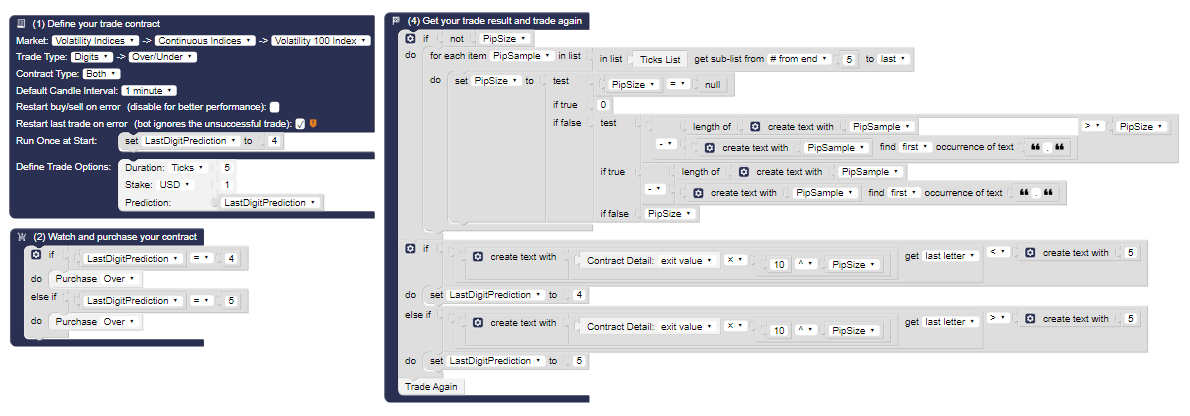 (1) Define your trade contract
Market: Volatility Indices -> Continuous Indices -> Volatility 100 Index
Trade Type: Digits -> Over/Under
Contract Type: Both
Default Candle Interval: 1 minute
Restart buy/sell on error (disable for better performance):
Restart last trade on error (bot ignores the unsuccessful trade):
Run Once at Start: set LastDigitPrediction to 4
Define Trade Options: Duration: Ticks 5
Stake: USD 1
Prediction: LastDigitPrediction
(2) Watch and purchase your contract
if LastDigitPrediction = 4
do Purchase Over
else if LastDigitPrediction = 5
do Purchase Over
(4) Get your trade result and trade again
if not PipSize
do for each item PipSample in list in list Ticks List get sub-list from # from end 5 to last
do set PipSize to test PipSize = null
if true 0
if false test length of create text with PipSample > PipSize
- create text with PipSample find first occurrence of text “ . “
if true length of create text with PipSample
- create text with PipSample find first occurrence of text “ . “
if false PipSize
if create text with Contract Detail: exit value × 10 ^ PipSize get last letter < create text with 5
do set LastDigitPrediction to 4
else if create text with Contract Detail: exit value × 10 ^ PipSize get last letter > create text with 5
do set LastDigitPrediction to 5
Trade Again